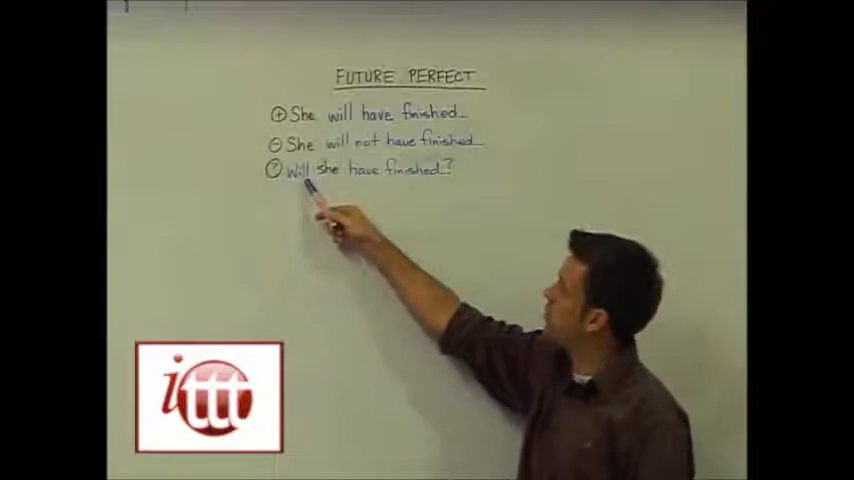 FUTURE PERFECT
+ She will have finished...
- She will not have finished...
? Will she have finished...?
ittt